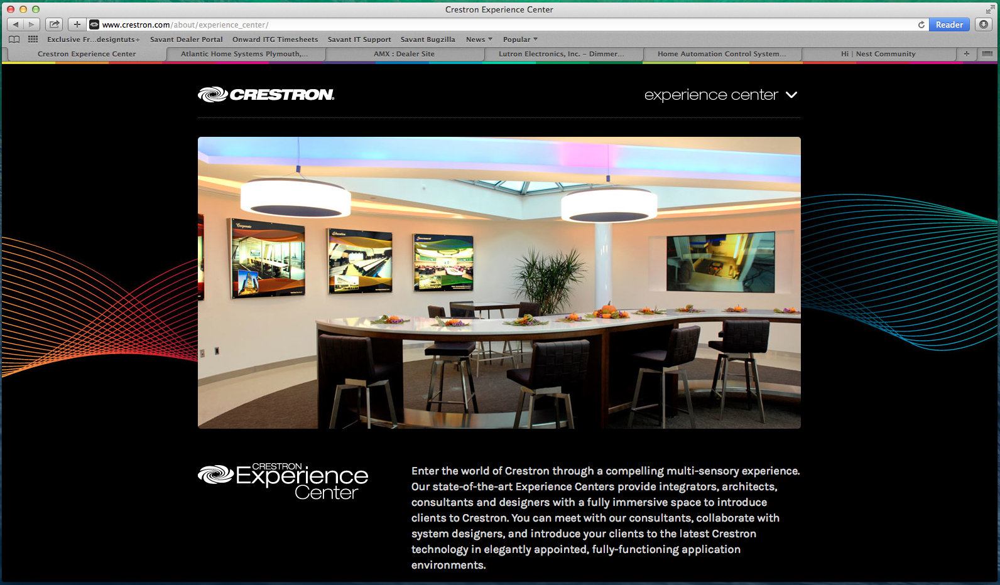 Crestron Experience Center
www.crestron.com/about/experience_center/
Reader
Exclusive Fr...designtuts+ Savant Dealer Portal Onward ITG Timesheets Savant IT Support Savant Bugzilla News Popular
Crestron Experience Center Atlantic Home Systems Plymouth,... AMX : Dealer Site Lutron Electronics, Inc. – Dimmer... Home Automation Control System... Hi | Nest Community
CRESTRON®
experience center
Corporate
Education
Government
CRESTRON
Experience
Center
Enter the world of Crestron through a compelling multi-sensory experience.
Our state-of-the-art Experience Centers provide integrators, architects,
consultants and designers with a fully immersive space to introduce
clients to Crestron. You can meet with our consultants, collaborate with
system designers, and introduce your clients to the latest Crestron
technology in elegantly appointed, fully-functioning application
environments.